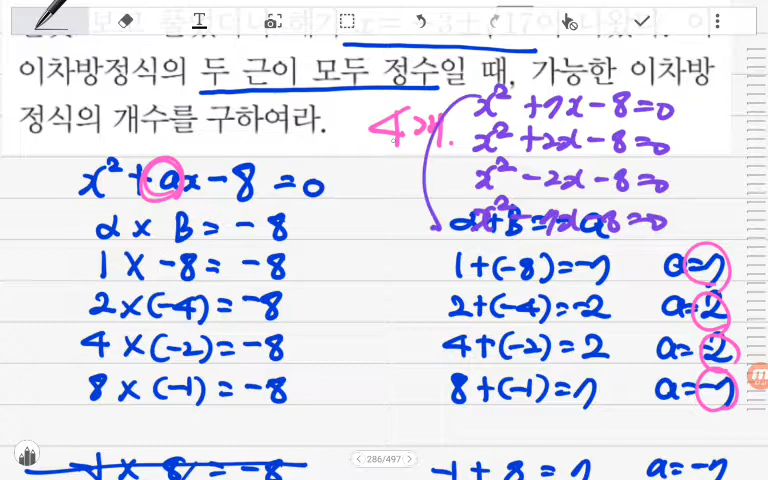 이차방정식의 두 근이 모두 정수일 때, 가능한 이차방
정식의 개수를 구하여라.
4개.
x² + 7x - 8 = 0
x² + 2x - 8 = 0
x² - 2x - 8 = 0
x² - 7x - 8 = 0
x² + ax - 8 = 0
α × β = -8
α + β = -a
1 × -8 = -8
1 + (-8) = -7
a = 7
2 × (-4) = -8
2 + (-4) = -2
a = 2
4 × (-2) = -8
4 + (-2) = 2
a = -2
8 × (-1) = -8
8 + (-1) = 7
a = -7
-1 + 8 = 7
a = -7
286/497